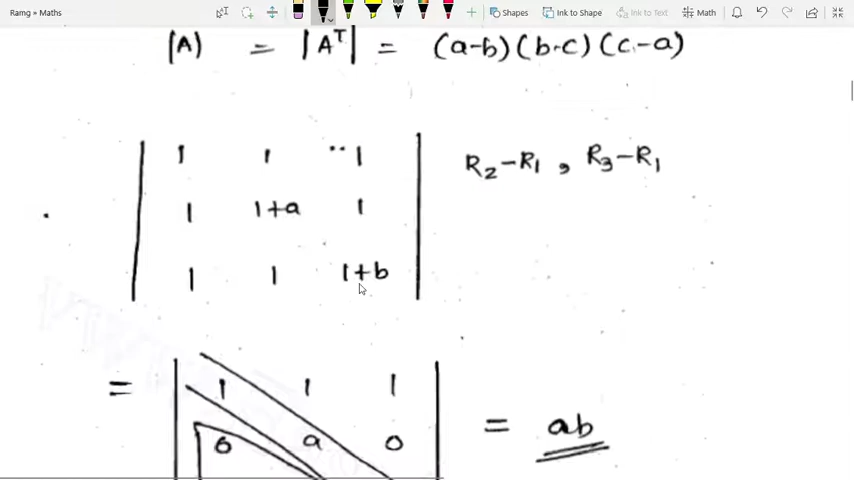 Ramg » Maths
Shapes Ink to Shape Ink to Text Math
|A| = |Aᵀ| = (a-b)(b-c)(c-a)
| 1 1 1 | R₂-R₁ , R₃-R₁
| 1 1+a 1 |
| 1 1 1+b |
= | 1 1 1 |
| 0 a 0 | = ab